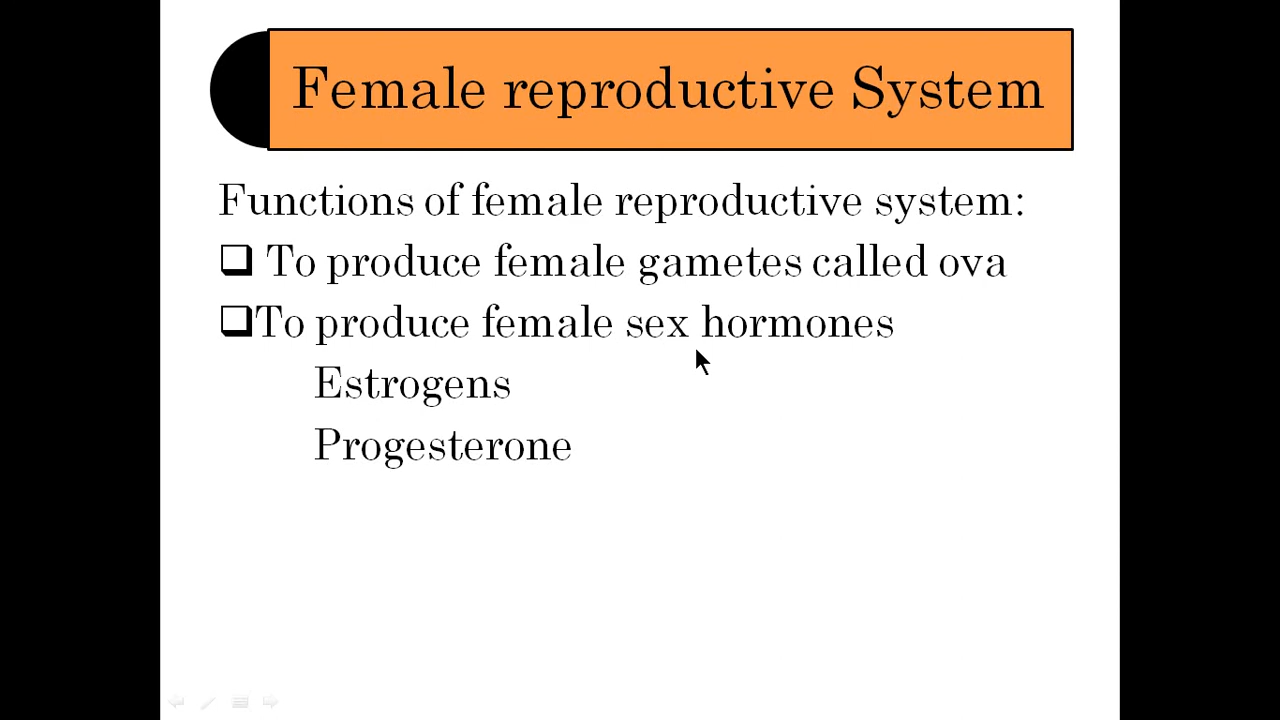 Female reproductive System
Functions of female reproductive system:
❑ To produce female gametes called ova
❑To produce female sex hormones
Estrogens
Progesterone